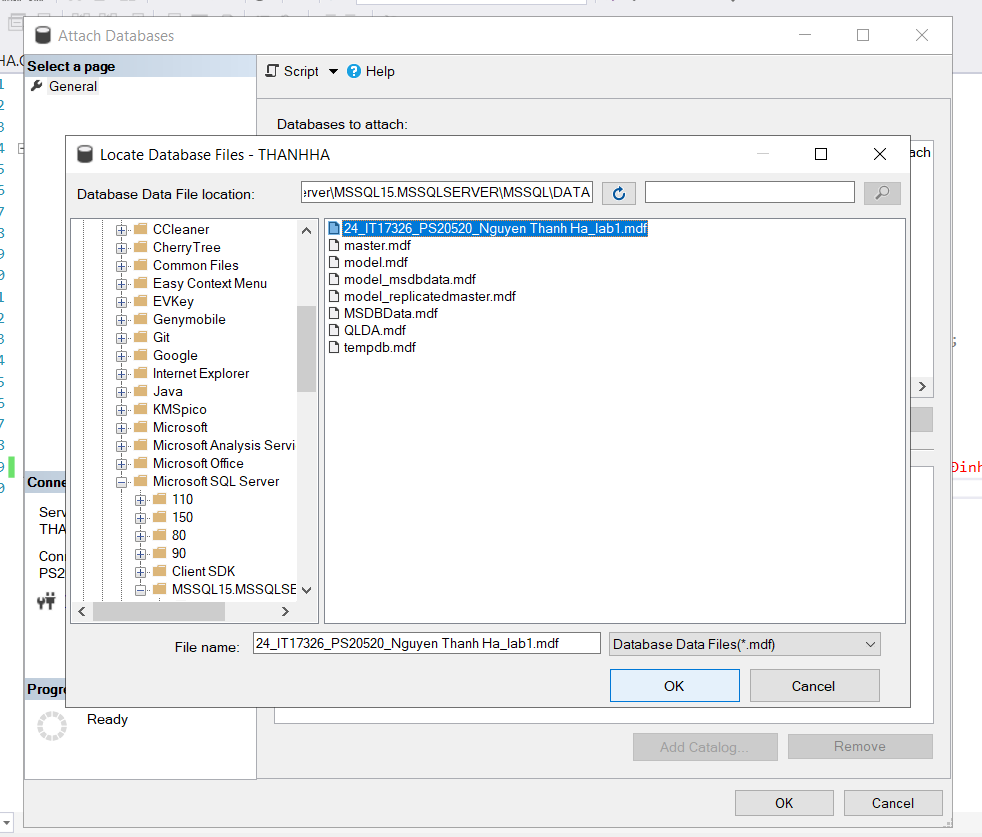 Attach Databases
Select a page
General
Script
Help
Databases to attach:
Locate Database Files - THANHHA
Database Data File location:
erver\MSSQL15.MSSQLSERVER\MSSQL\DATA
CCleaner
CherryTree
Common Files
Easy Context Menu
EVKey
Genymobile
Git
Google
Internet Explorer
Java
KMSpico
Microsoft
Microsoft Analysis Servi
Microsoft Office
Microsoft SQL Server
110
150
80
90
Client SDK
MSSQL15.MSSQLSE
24_IT17326_PS20520_Nguyen Thanh Ha_lab1.mdf
master.mdf
model.mdf
model_msdbdata.mdf
model_replicatedmaster.mdf
MSDBData.mdf
QLDA.mdf
tempdb.mdf
File name:
24_IT17326_PS20520_Nguyen Thanh Ha_lab1.mdf
Database Data Files(*.mdf)
OK
Cancel
ach
HA.
Conne
Serv
THA
Conn
PS2
Đinh
Progr
Ready
Add Catalog...
Remove
OK
Cancel